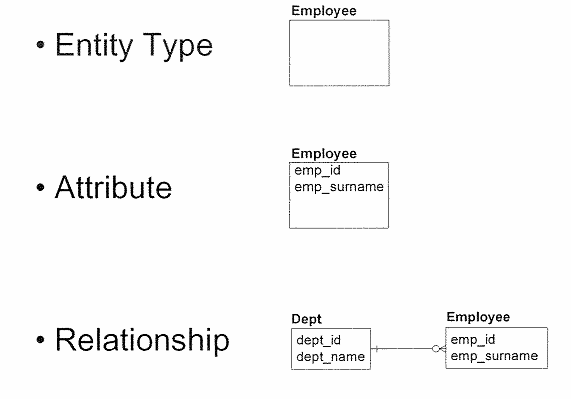 Employee
• Entity Type
Employee
emp_id
emp_surname
• Attribute
Dept
Employee
• Relationship
dept_id
dept_name
emp_id
emp_surname